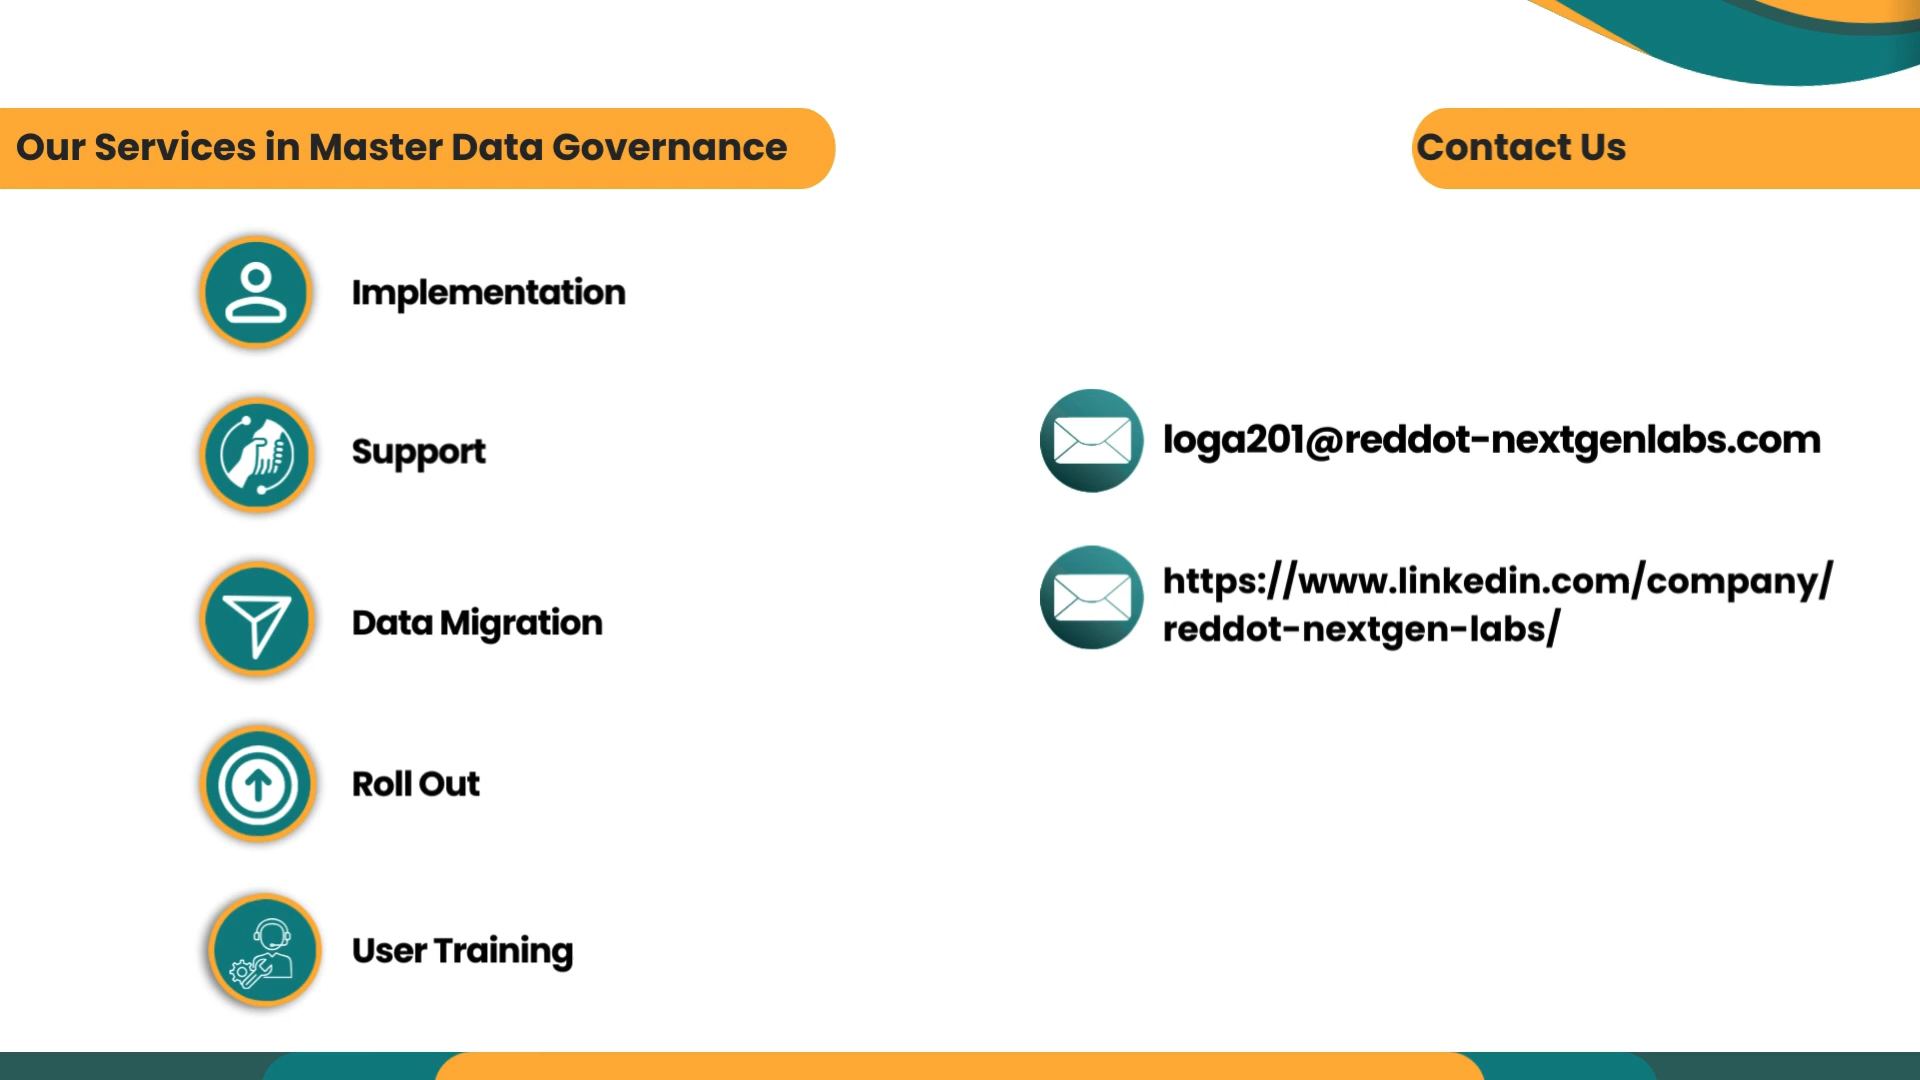 Our Services in Master Data Governance
Implementation
Support
Data Migration
Roll Out
User Training
Contact Us
loga201@reddot-nextgenlabs.com
https://www.linkedin.com/company/
reddot-nextgen-labs/